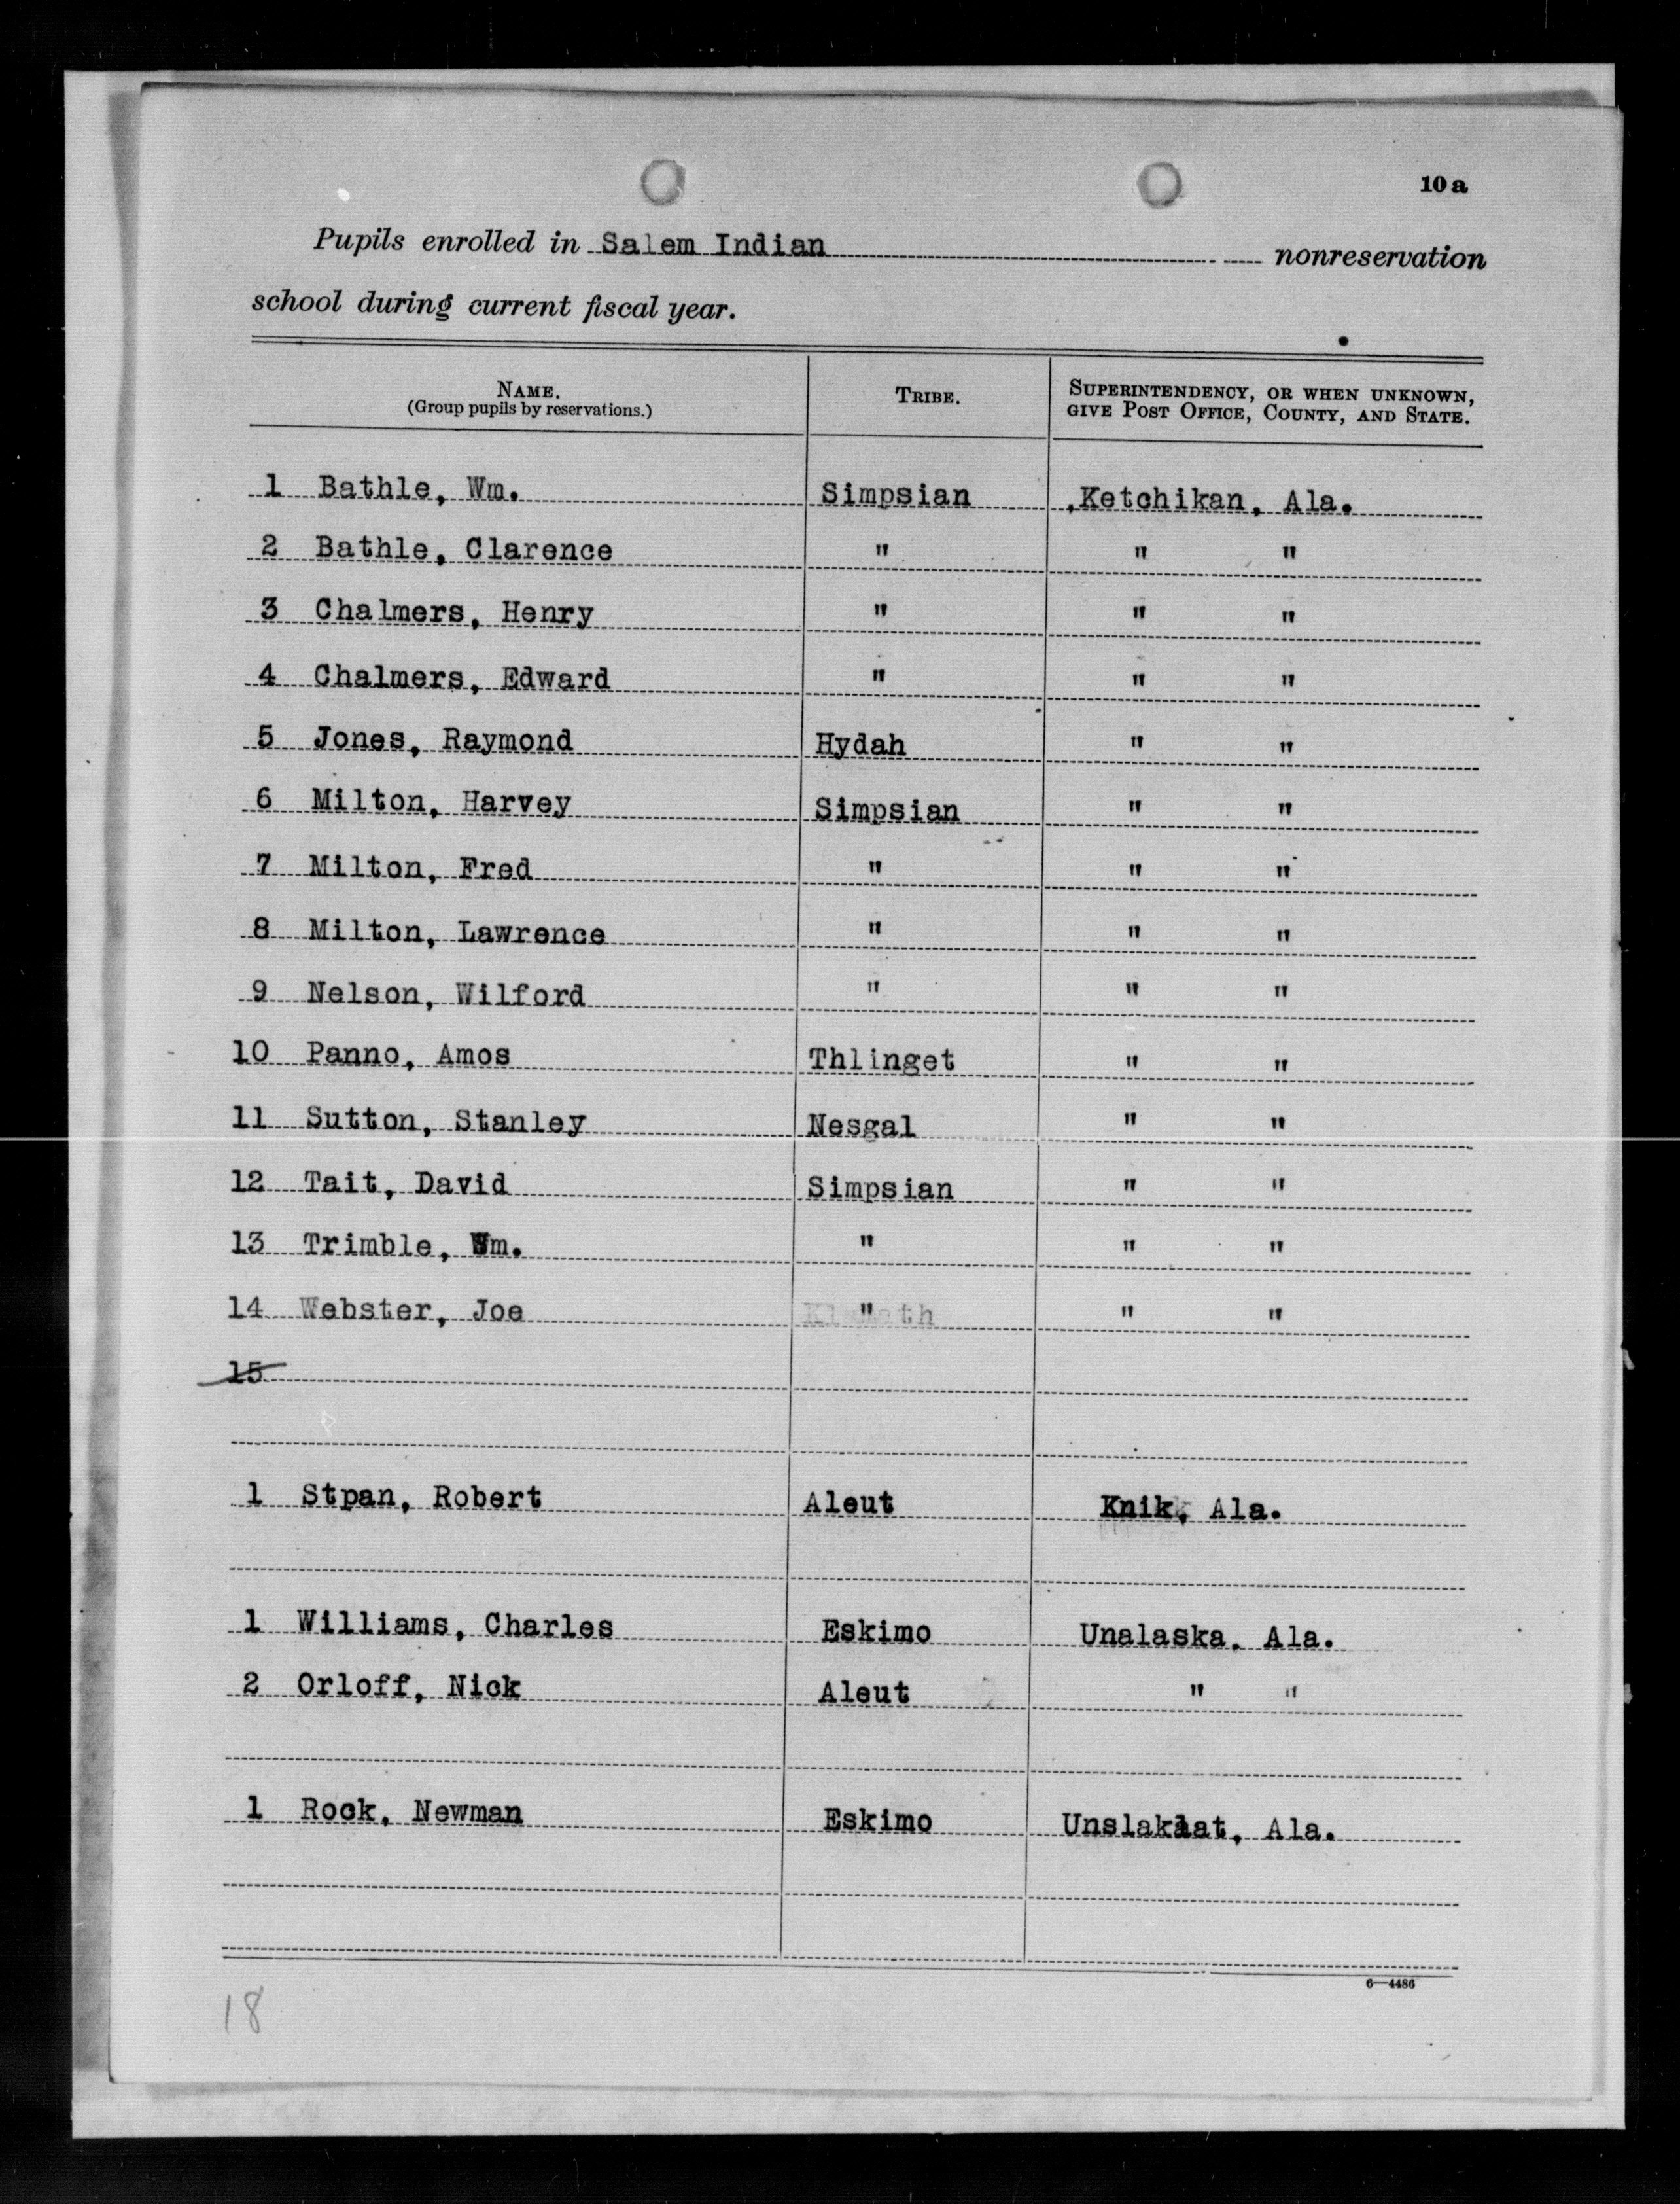 10 a
Pupils enrolled in Salem Indian nonreservation
school during current fiscal year.
NAME. TRIBE. SUPERINTENDENCY, OR WHEN UNKNOWN,
(Group pupils by reservations.) GIVE POST OFFICE, COUNTY, AND STATE.
1 Bathle, Wm. Simpsian ,Ketchikan, Ala.
2 Bathle, Clarence " " "
3 Chalmers, Henry " " "
4 Chalmers, Edward " " "
5 Jones, Raymond Hydah " "
6 Milton, Harvey Simpsian " "
7 Milton, Fred " " "
8 Milton, Lawrence " " "
9 Nelson, Wilford " " "
10 Panno, Amos Thlinget " "
11 Sutton, Stanley Nesgal " "
12 Tait, David Simpsian " "
13 Trimble, Wm. " " "
14 Webster, Joe " " "
15
1 Stpan, Robert Aleut Knik, Ala.
1 Williams, Charles Eskimo Unalaska, Ala.
2 Orloff, Nick Aleut " "
1 Rock, Newman Eskimo Ala.
6—4486
18